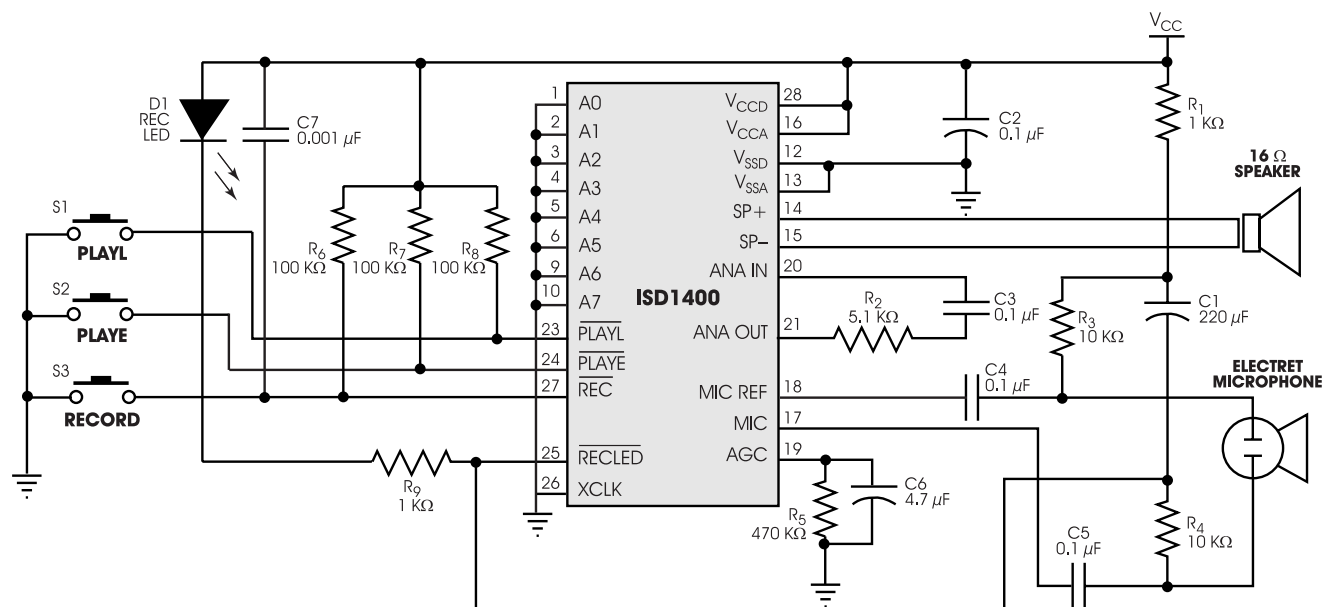 VCC
D1
REC
LED
C7
0.001 µF
S1
PLAYL
S2
PLAYE
S3
RECORD
R6
100 KΩ
R7
100 KΩ
R8
100 KΩ
R9
1 KΩ
ISD1400
1 A0
2 A1
3 A2
4 A3
5 A4
6 A5
9 A6
10 A7
23 PLAYL
24 PLAYE
27 REC
25 RECLED
26 XCLK
VCCD 28
VCCA 16
VSSD 12
VSSA 13
SP+ 14
SP– 15
ANA IN 20
ANA OUT 21
MIC REF 18
MIC 17
AGC 19
C2
0.1 µF
R1
1 KΩ
16 Ω
SPEAKER
R2
5.1 KΩ
C3
0.1 µF
R3
10 KΩ
C1
220 µF
C4
0.1 µF
ELECTRET
MICROPHONE
R5
470 KΩ
C6
4.7 µF
C5
0.1 µF
R4
10 KΩ